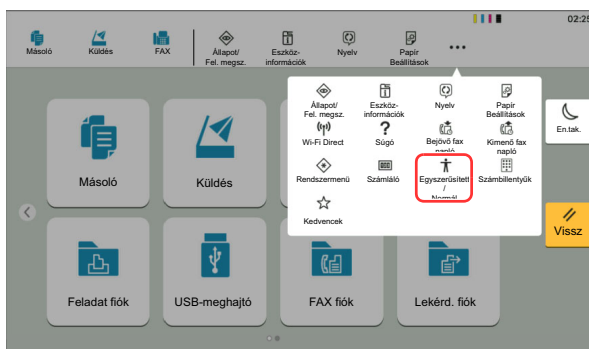 02:25
Másoló
Küldés
FAX
Állapot/
Fel. megsz.
Eszköz-
információk
Nyelv
Papír
Beállítások
Állapot/
Fel. megsz.
Eszköz-
információk
Nyelv
Papír
Beállítások
Wi-Fi Direct
Súgó
Bejövő fax
napló
Kimenő fax
napló
Rendszermenü
Számláló
Egyszerűsített
/
Normál
Számbillentyűk
Kedvencek
En.tak.
Vissz
Másoló
Küldés
Feladat fiók
USB-meghajtó
FAX fiók
Lekérd. fiók